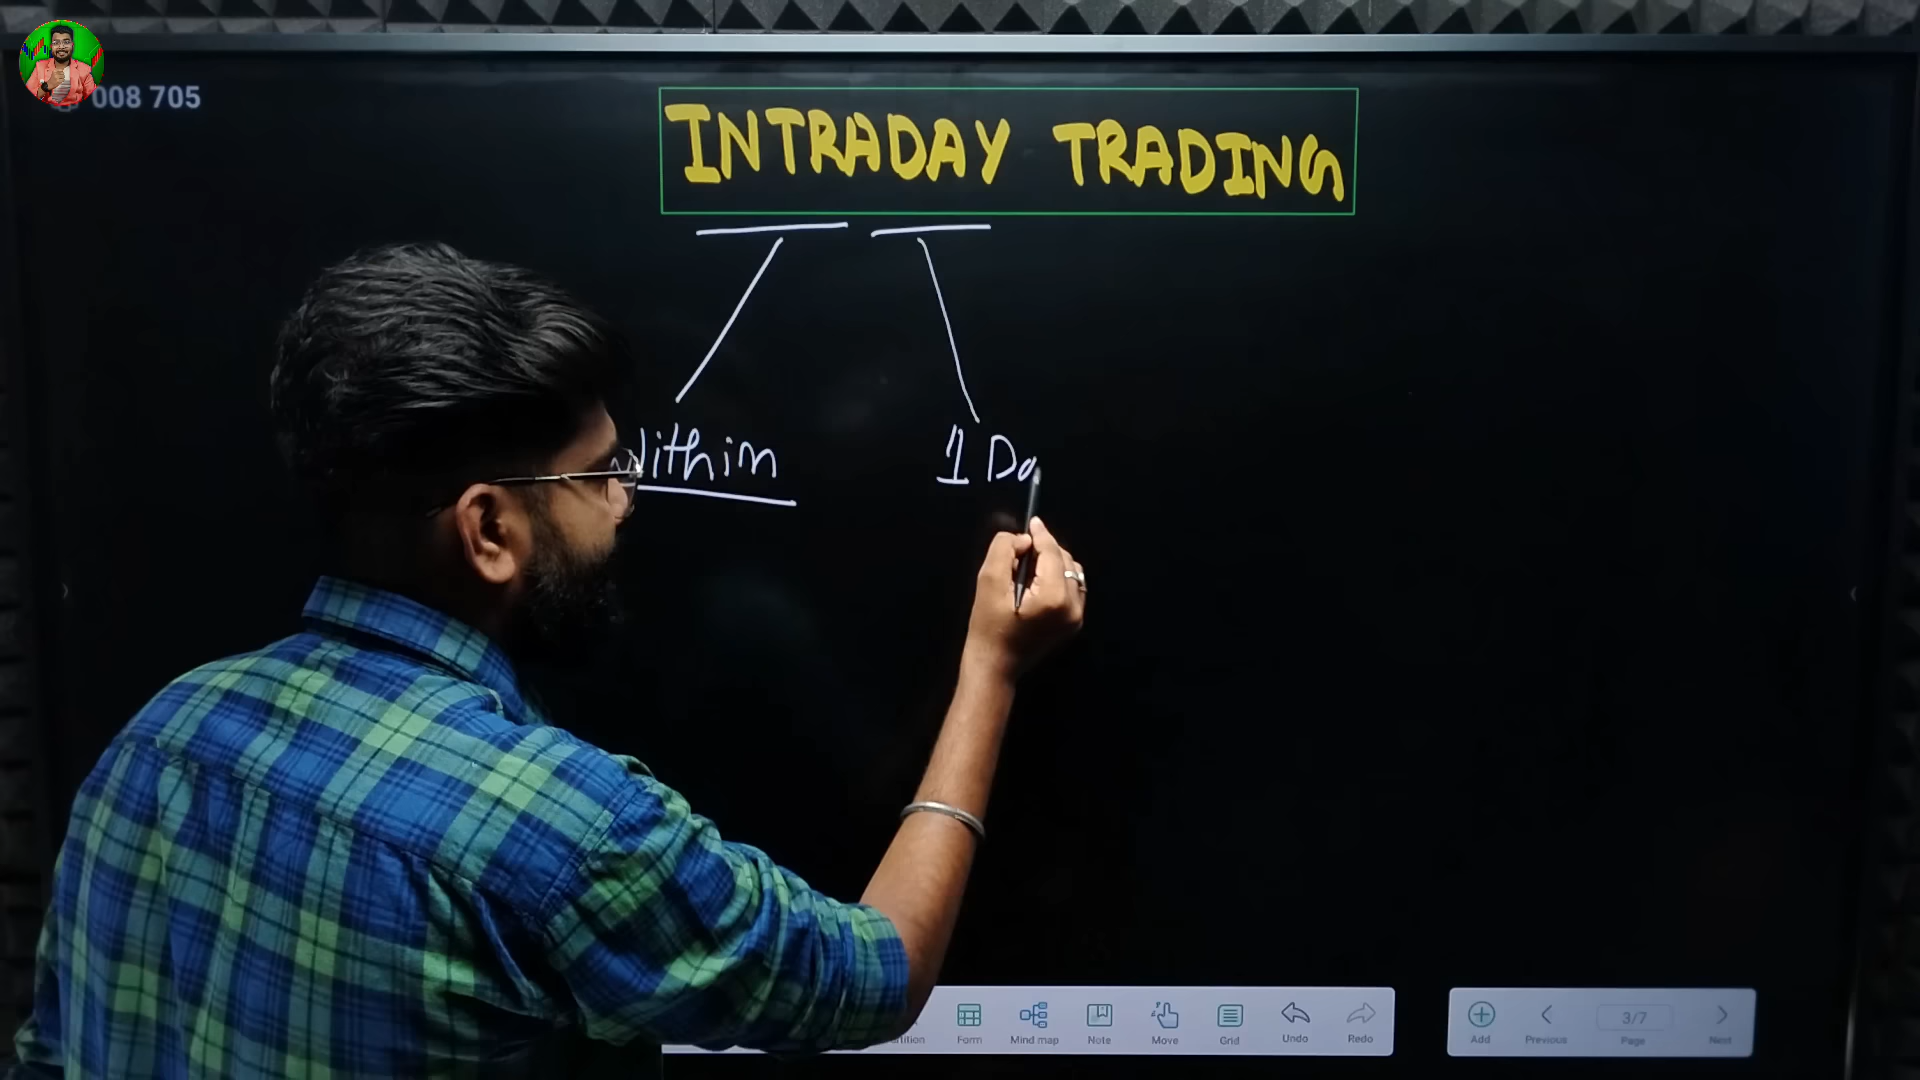 008 705
INTRADAY TRADING
1 Da
Form Mind map Note Move Grid Undo Redo
Add Previous 3/7 Page Next